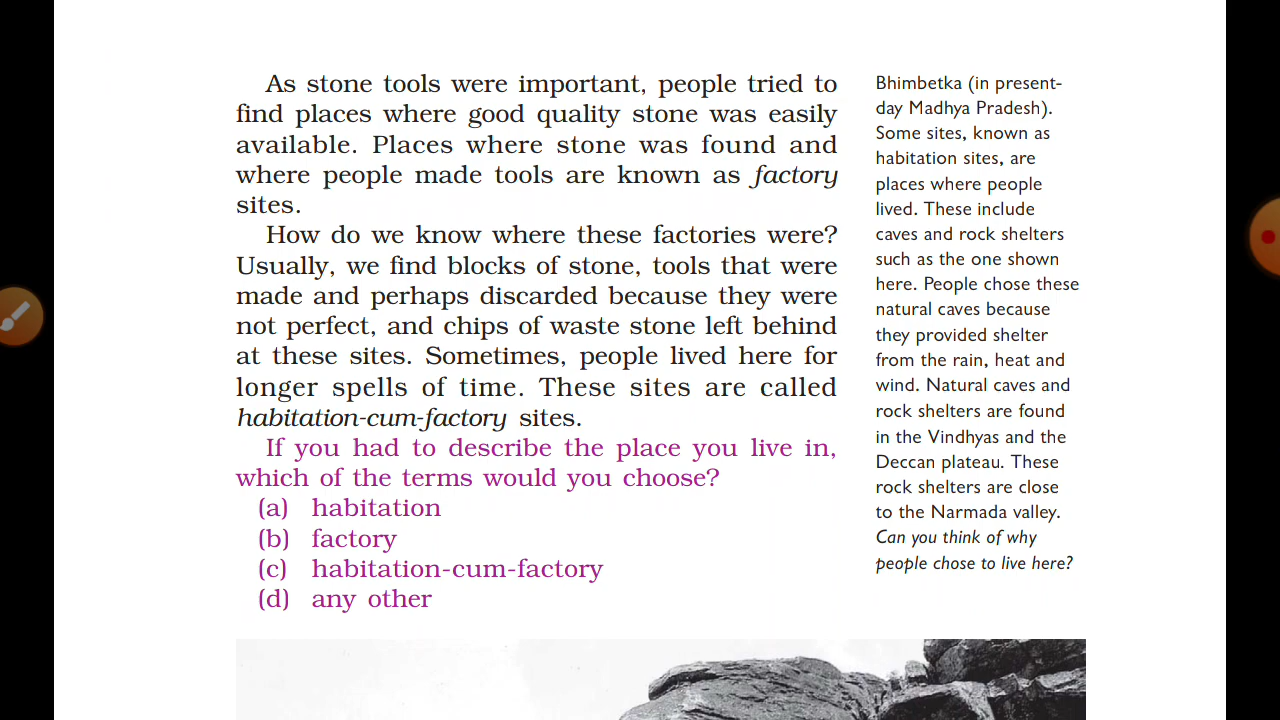 As stone tools were important, people tried to
find places where good quality stone was easily
available. Places where stone was found and
where people made tools are known as factory
sites.
How do we know where these factories were?
Usually, we find blocks of stone, tools that were
made and perhaps discarded because they were
not perfect, and chips of waste stone left behind
at these sites. Sometimes, people lived here for
longer spells of time. These sites are called
habitation-cum-factory sites.
If you had to describe the place you live in,
which of the terms would you choose?
(a) habitation
(b) factory
(c) habitation-cum-factory
(d) any other
Bhimbetka (in present-
day Madhya Pradesh).
Some sites, known as
habitation sites, are
places where people
lived. These include
caves and rock shelters
such as the one shown
here. People chose these
natural caves because
they provided shelter
from the rain, heat and
wind. Natural caves and
rock shelters are found
in the Vindhyas and the
Deccan plateau. These
rock shelters are close
to the Narmada valley.
Can you think of why
people chose to live here?